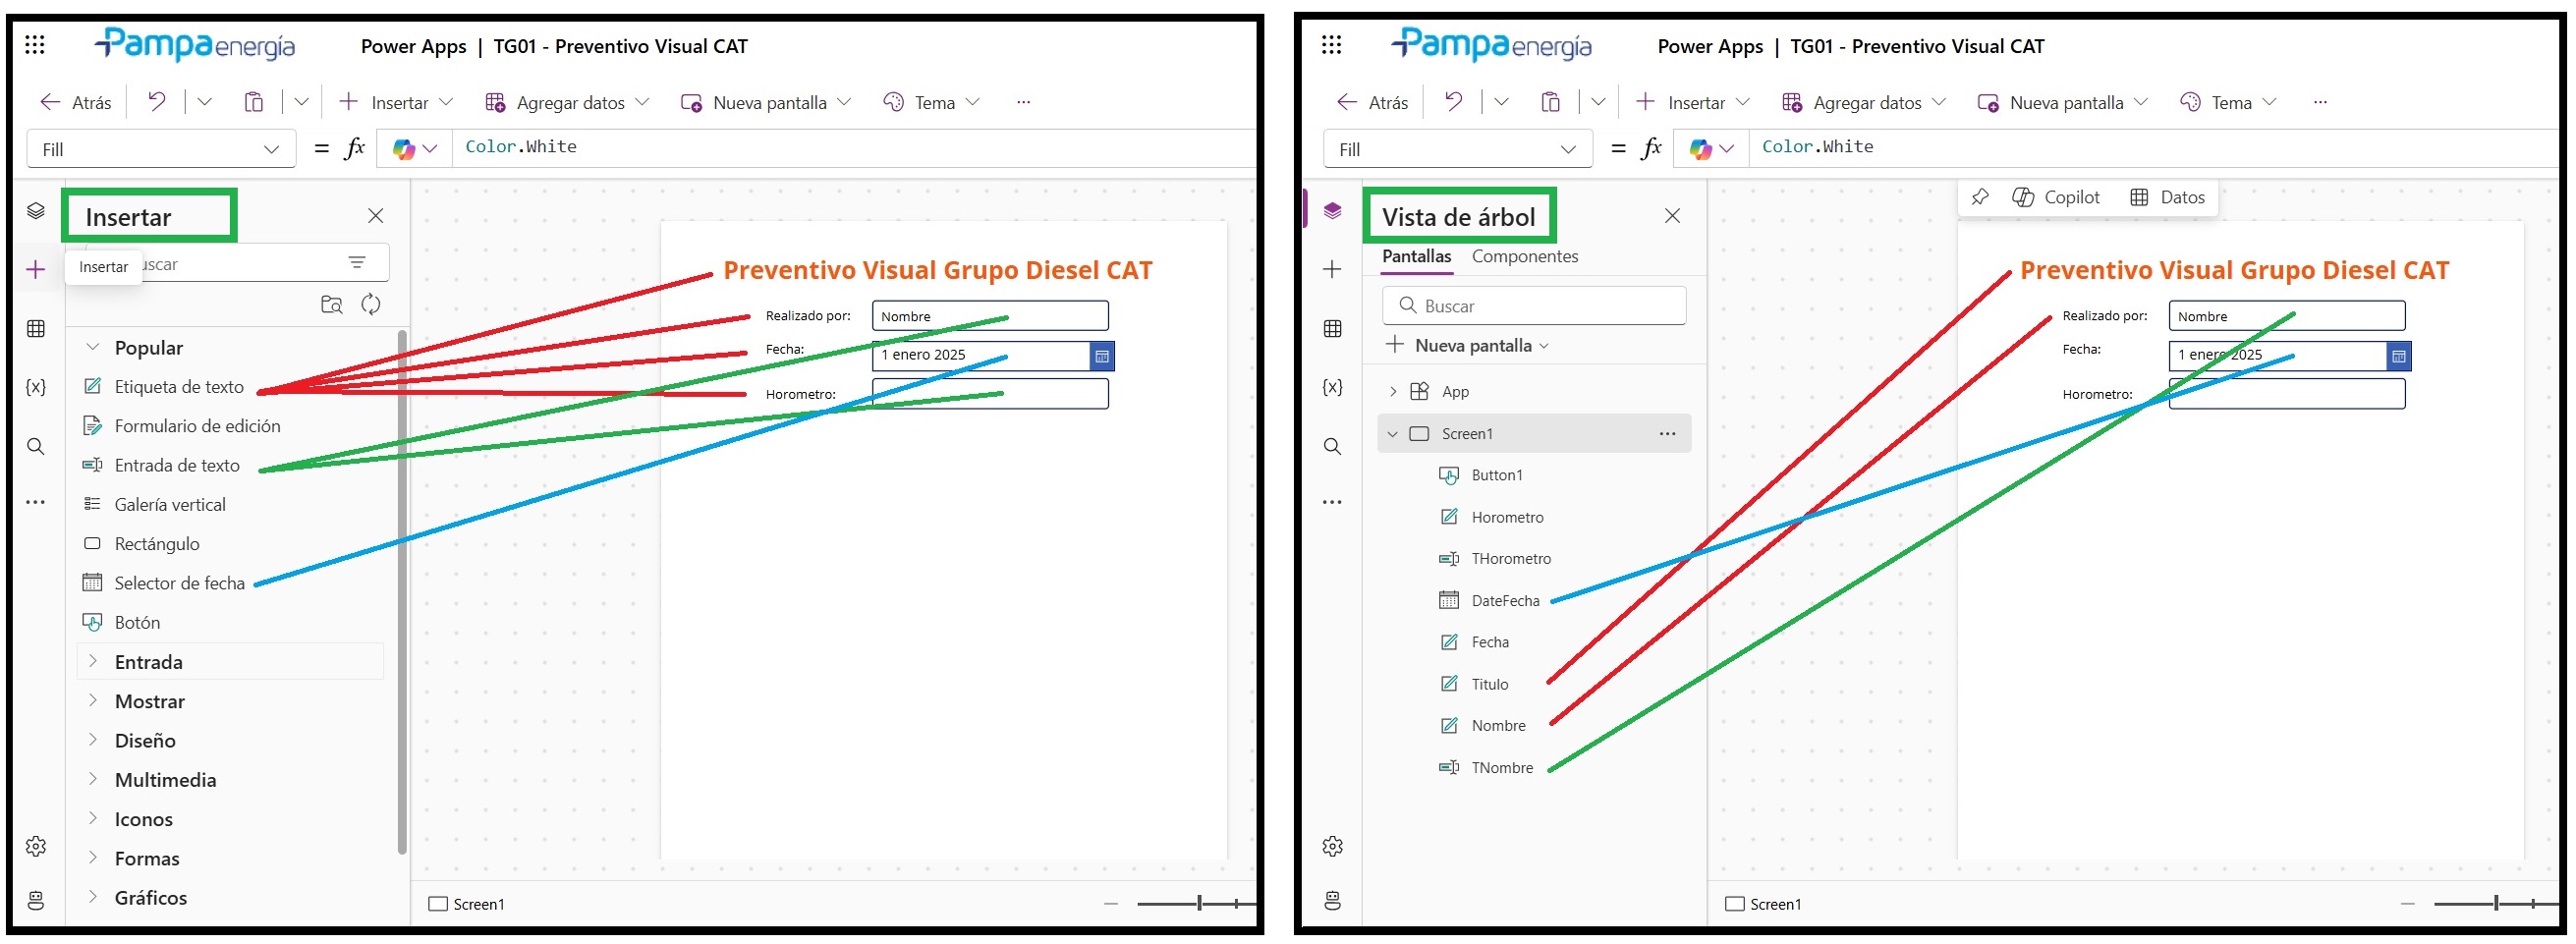 Pampa energía Power Apps | TG01 - Preventivo Visual CAT
Atrás Insertar Agregar datos Nueva pantalla Tema ...
Fill = fx Color.White
Insertar
Insertar uscar
Popular
Etiqueta de texto
Formulario de edición
Entrada de texto
Galería vertical
Rectángulo
Selector de fecha
Botón
Entrada
Mostrar
Diseño
Multimedia
Iconos
Formas
Gráficos
Preventivo Visual Grupo Diesel CAT
Realizado por: Nombre
Fecha: 1 enero 2025
Horometro:
Screen1
Pampa energía Power Apps | TG01 - Preventivo Visual CAT
Atrás Insertar Agregar datos Nueva pantalla Tema ...
Fill = fx Color.White
Vista de árbol
Pantallas Componentes
Buscar
Nueva pantalla
App
Screen1 ...
Button1
Horometro
THorometro
DateFecha
Fecha
Titulo
Nombre
TNombre
Copilot Datos
Preventivo Visual Grupo Diesel CAT
Realizado por: Nombre
Fecha: 1 enero 2025
Horometro:
Screen1